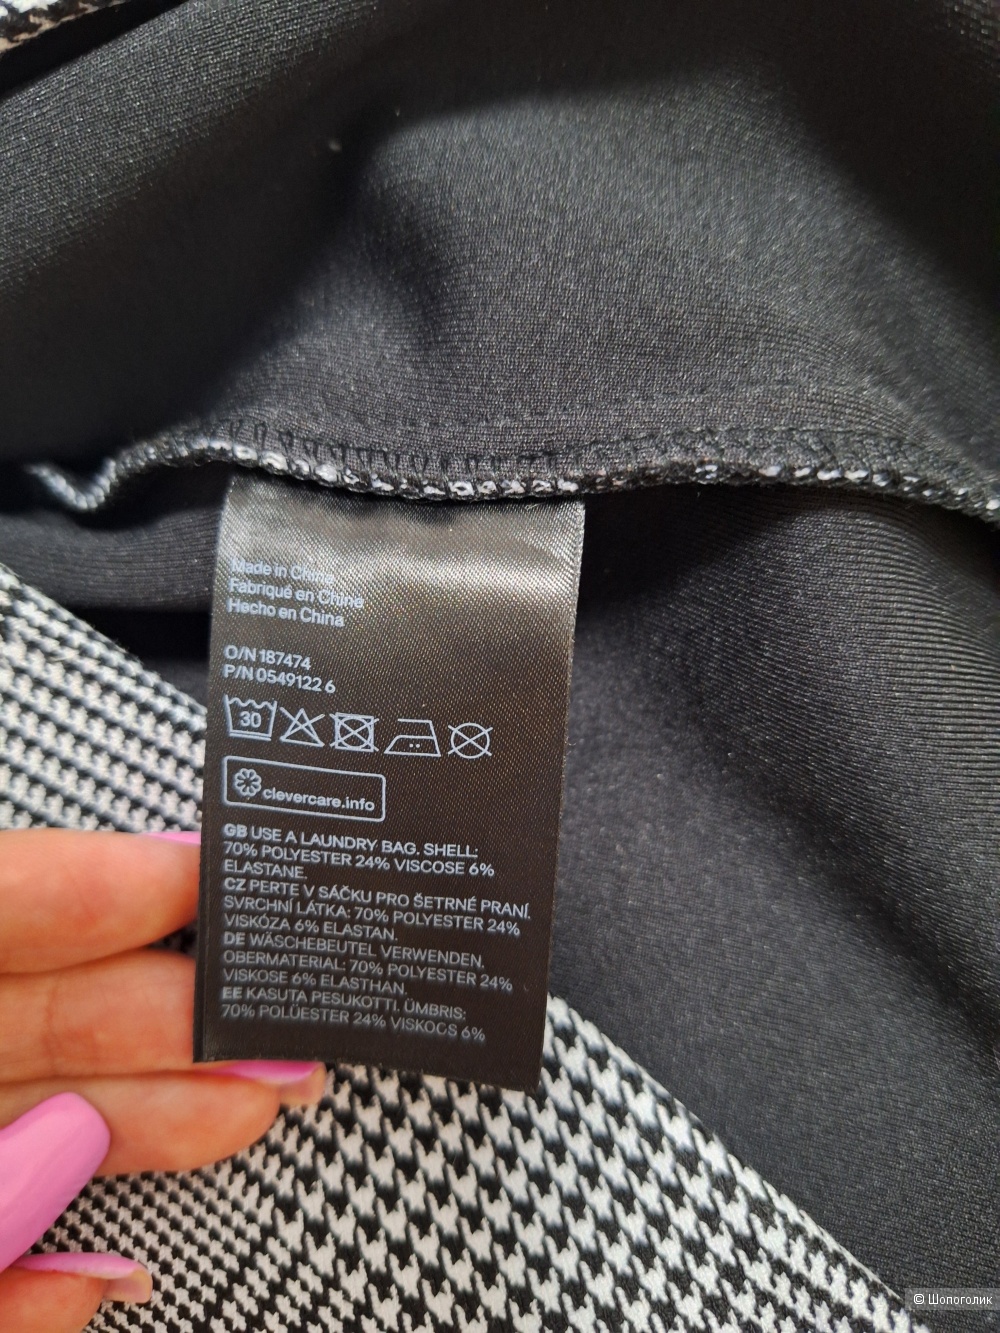 Made in China
Fabriqué en Chine
Hecho en China
O/N 187474
P/N 0549122 6
30
clevercare.info
GB USE A LAUNDRY BAG. SHELL:
70% POLYESTER 24% VISCOSE 6%
ELASTANE.
CZ PERTE V SÁČKU PRO ŠETRNÉ PRANÍ.
SVRCHNÍ LÁTKA: 70% POLYESTER 24%
VISKÓZA 6% ELASTAN.
DE WÄSCHEBEUTEL VERWENDEN.
OBERMATERIAL: 70% POLYESTER 24%
VISKOSE 6% ELASTHAN.
EE KASUTA PESUKOTTI. ÜMBRIS:
70% POLÜESTER 24% VISKOOS 6%
© Шопоголик